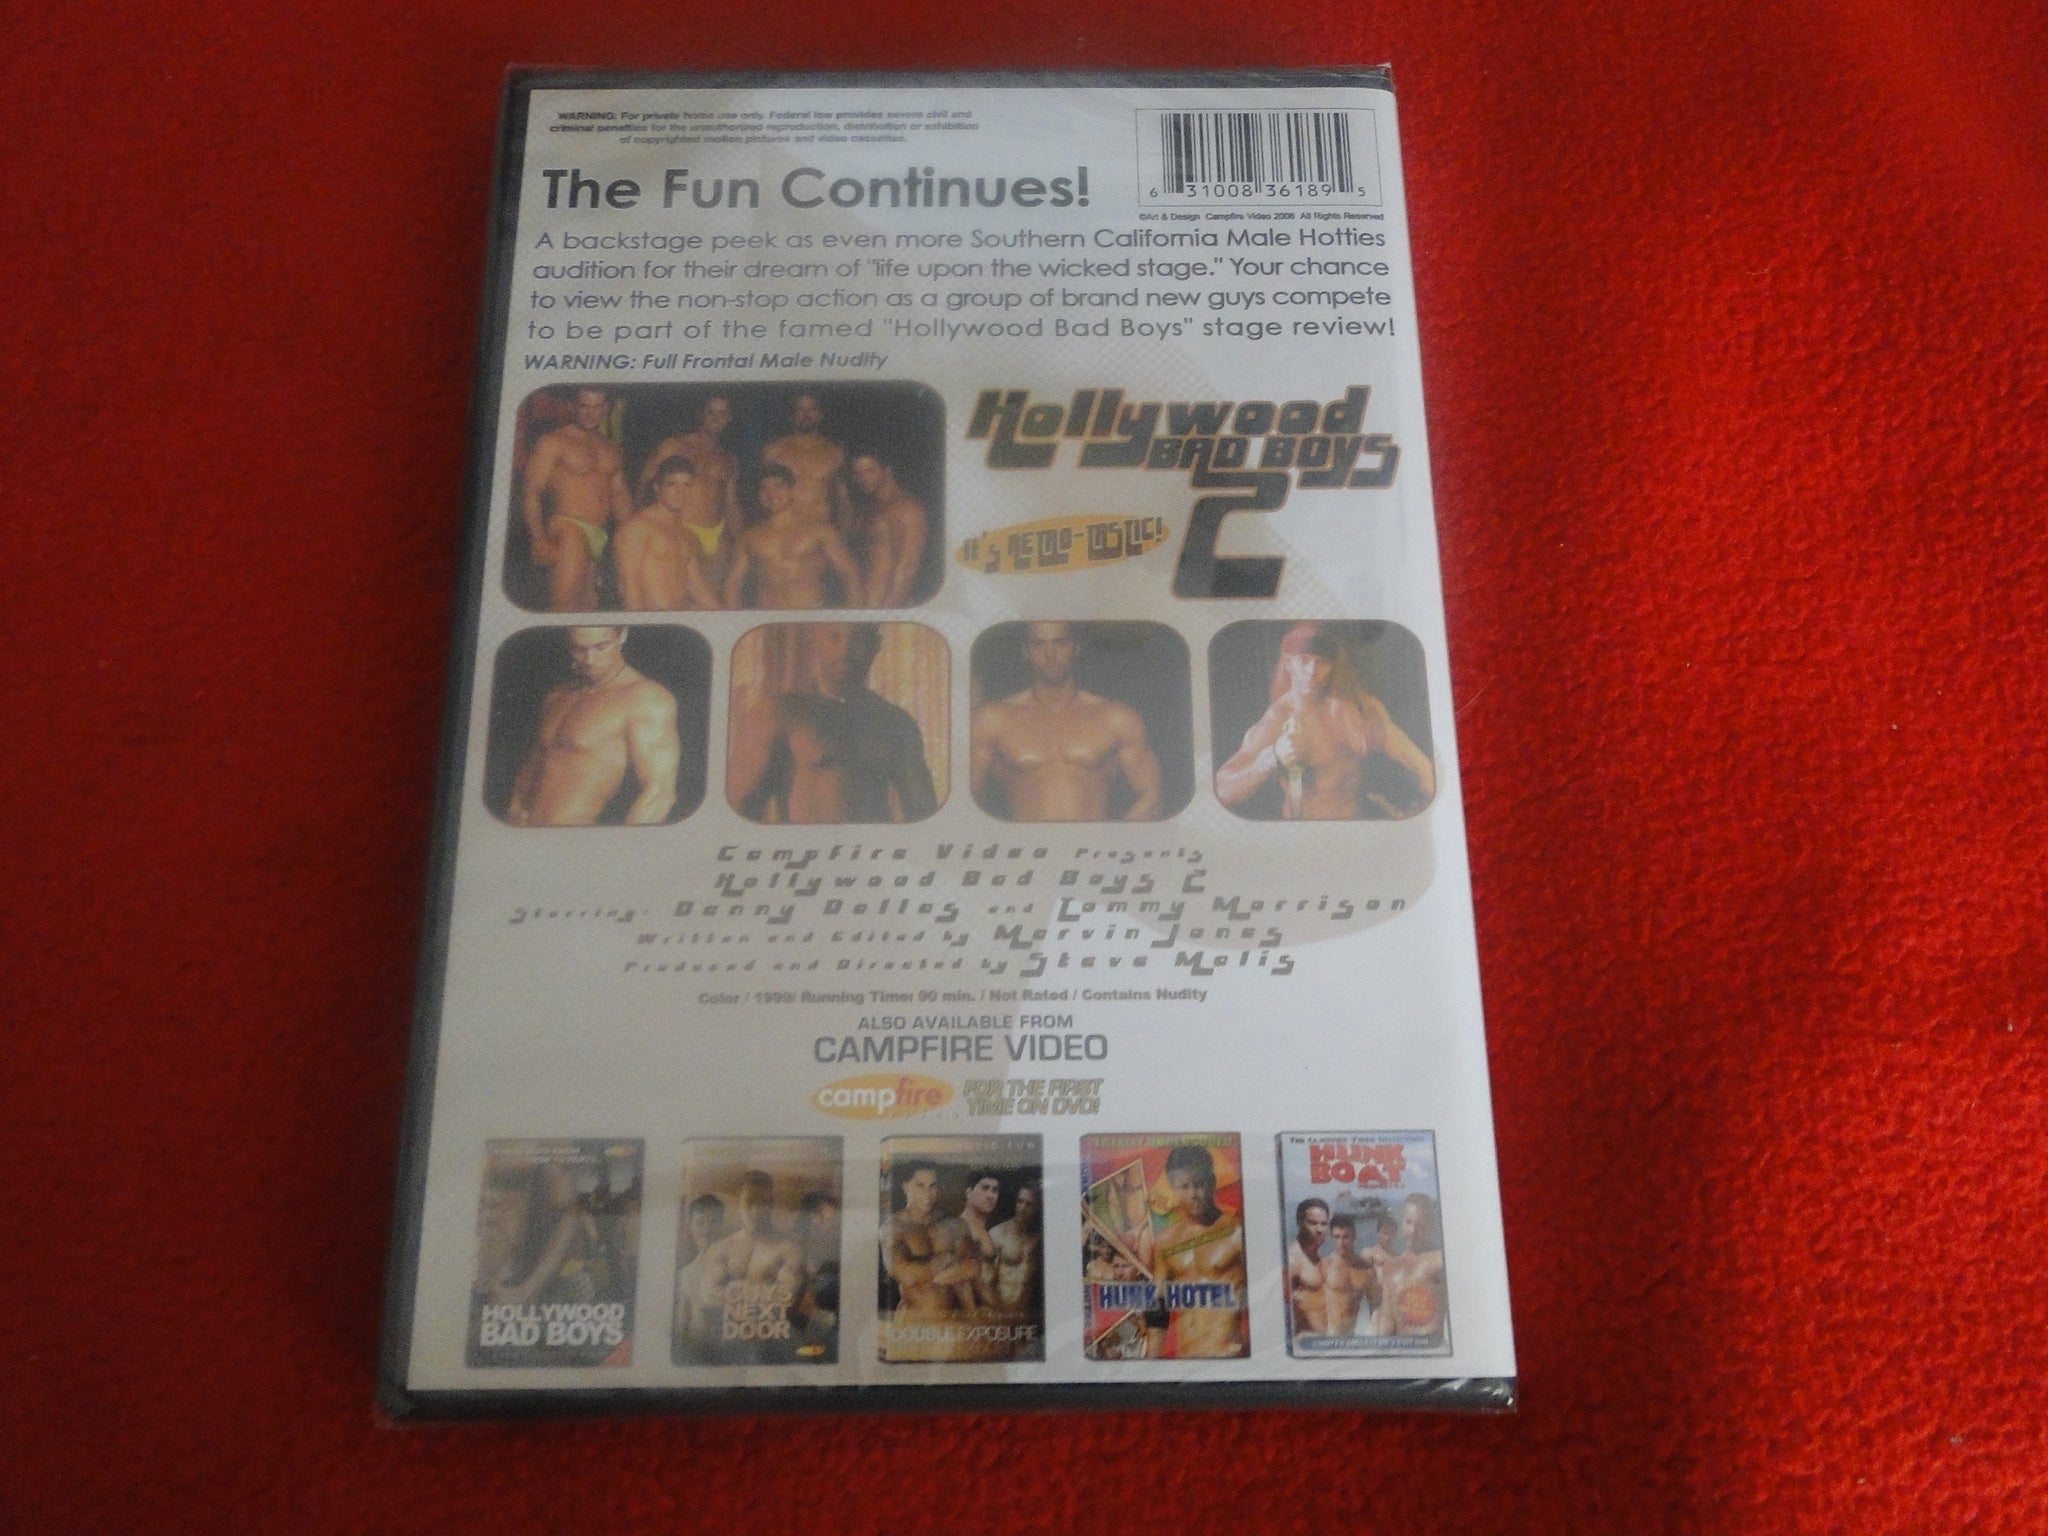 WARNING: For private home use only. Federal law provides severe civil and
criminal penalties for the unauthorized reproduction, distribution or exhibition
of copyrighted motion pictures and video cassettes.
6 31008 36189 5
©Art & Design Campfire Video 2006 All Rights Reserved
The Fun Continues!
A backstage peek as even more Southern California Male Hotties
audition for their dream of "life upon the wicked stage." Your chance
to view the non-stop action as a group of brand new guys compete
to be part of the famed "Hollywood Bad Boys" stage review!
WARNING: Full Frontal Male Nudity
Hollywood
BAD BOYS
2
It's RETRO-TASTIC!
Campfire Video Presents
Hollywood Bad Boys 2
Starring: Danny Dallas and Tommy Morrison
Written and Edited by Marvin Jones
Produced and Directed by Steve Malis
Color / 1999/ Running Time: 90 min. / Not Rated / Contains Nudity
ALSO AVAILABLE FROM
CAMPFIRE VIDEO
campfire
FOR THE FIRST
TIME ON DVD!
HOLLYWOOD
BAD BOYS
GUYS
NEXT
DOOR
DOUBLE EXPOSURE
TOTALLY UNCENSORED
HUNK HOTEL
HUNK
BOAT